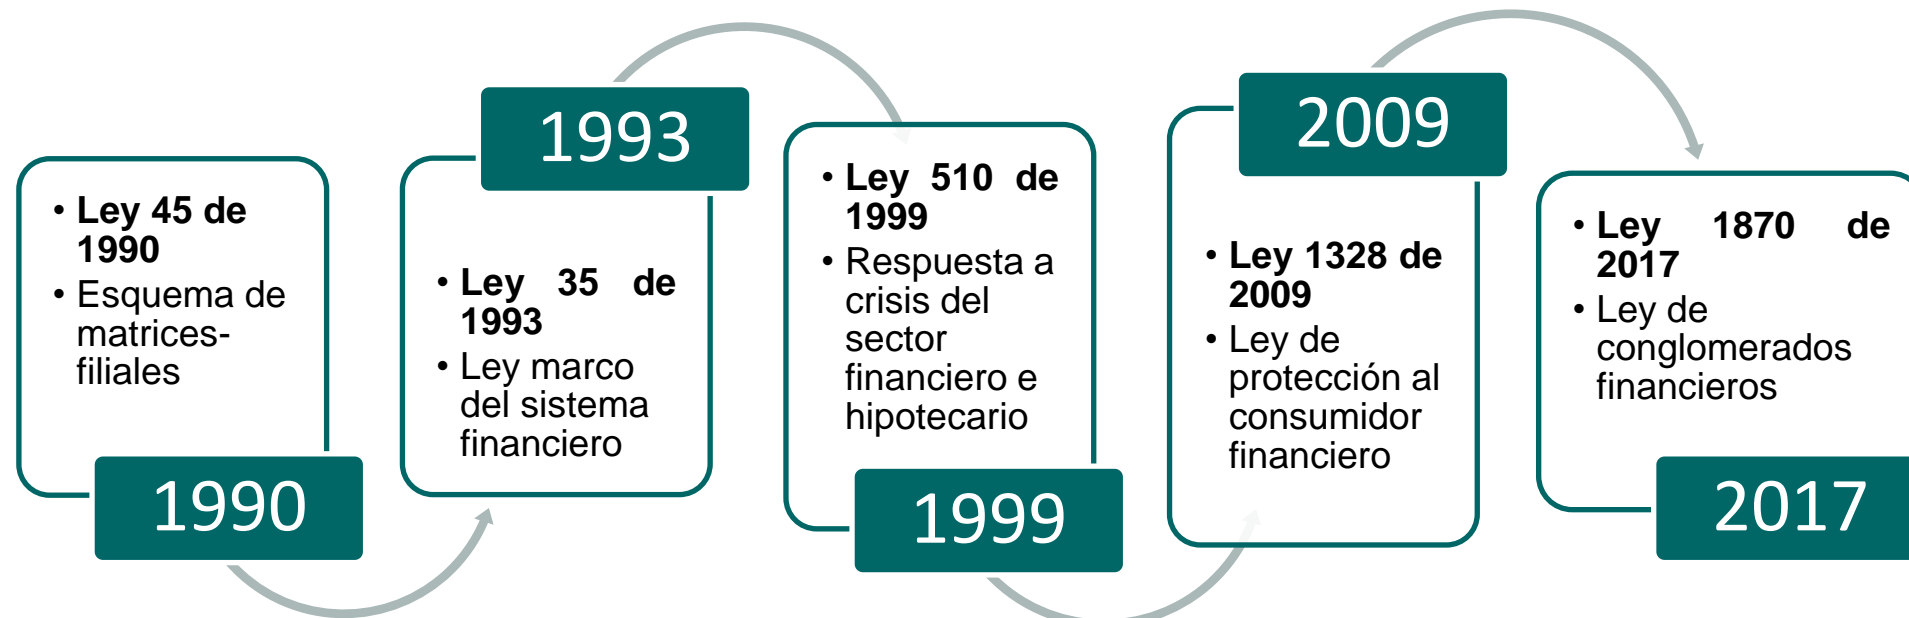 • Ley 45 de
1990
• Esquema de
matrices-
filiales
1990
1993
• Ley 35 de
1993
• Ley marco
del sistema
financiero
• Ley 510 de
1999
• Respuesta a
crisis del
sector
financiero e
hipotecario
1999
2009
• Ley 1328 de
2009
• Ley de
protección al
consumidor
financiero
• Ley 1870 de
2017
• Ley de
conglomerados
financieros
2017